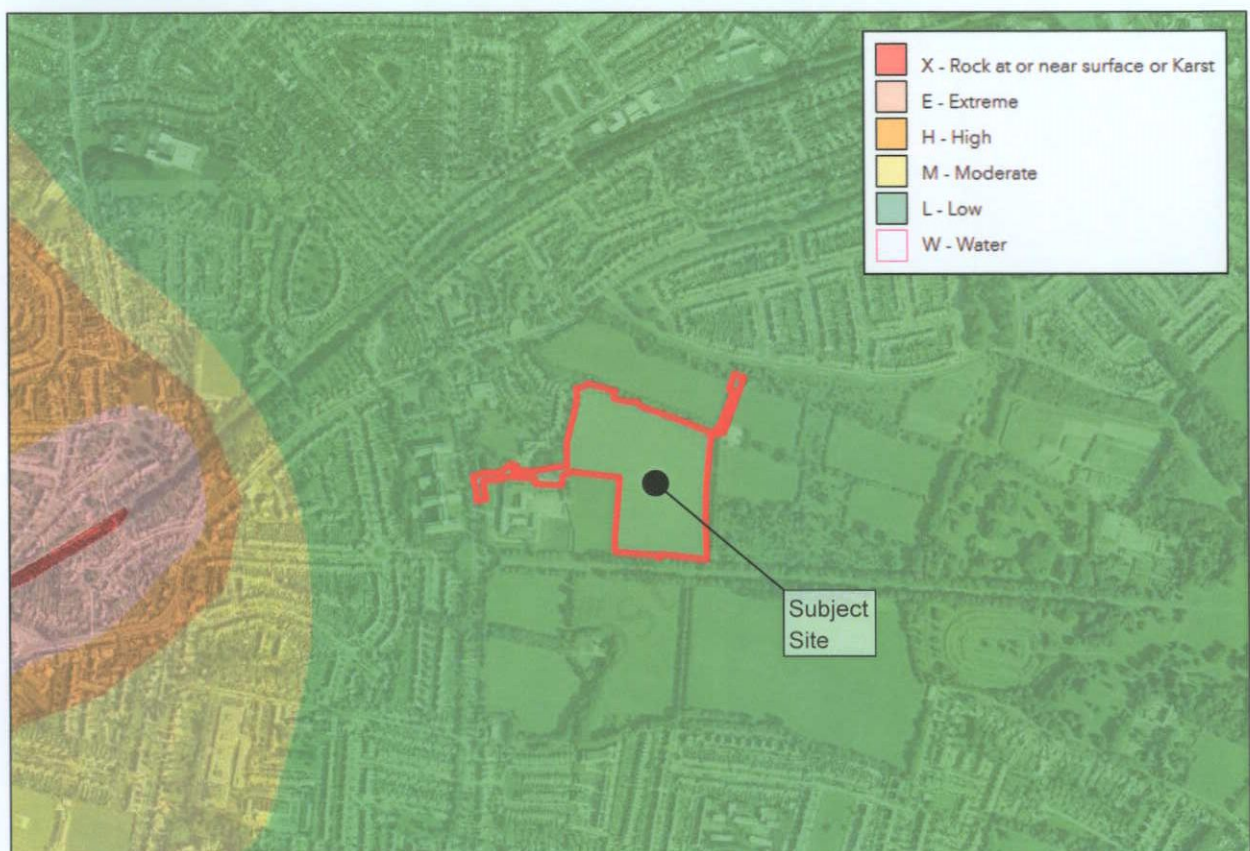 X - Rock at or near surface or Karst
E - Extreme
H - High
M - Moderate
L - Low
W - Water
Subject
Site